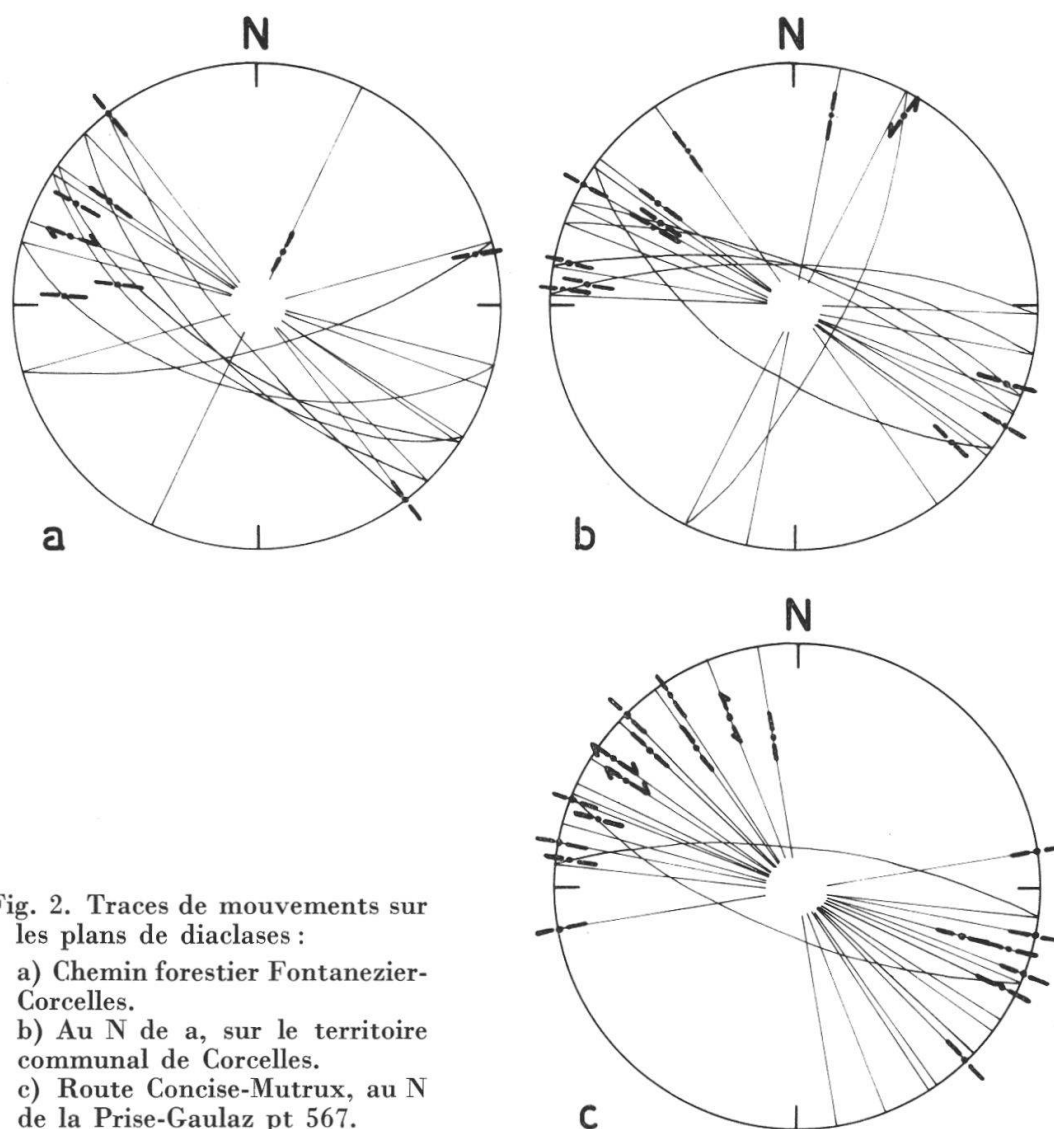 N
N
a
b
N
Fig. 2. Traces de mouvements sur
les plans de diaclases :
a) Chemin forestier Fontanezier-
Corcelles.
b) Au N de a, sur le territoire
communal de Corcelles.
c) Route Concise-Mutrux, au N
de la Prise-Gaulaz pt 567.
c